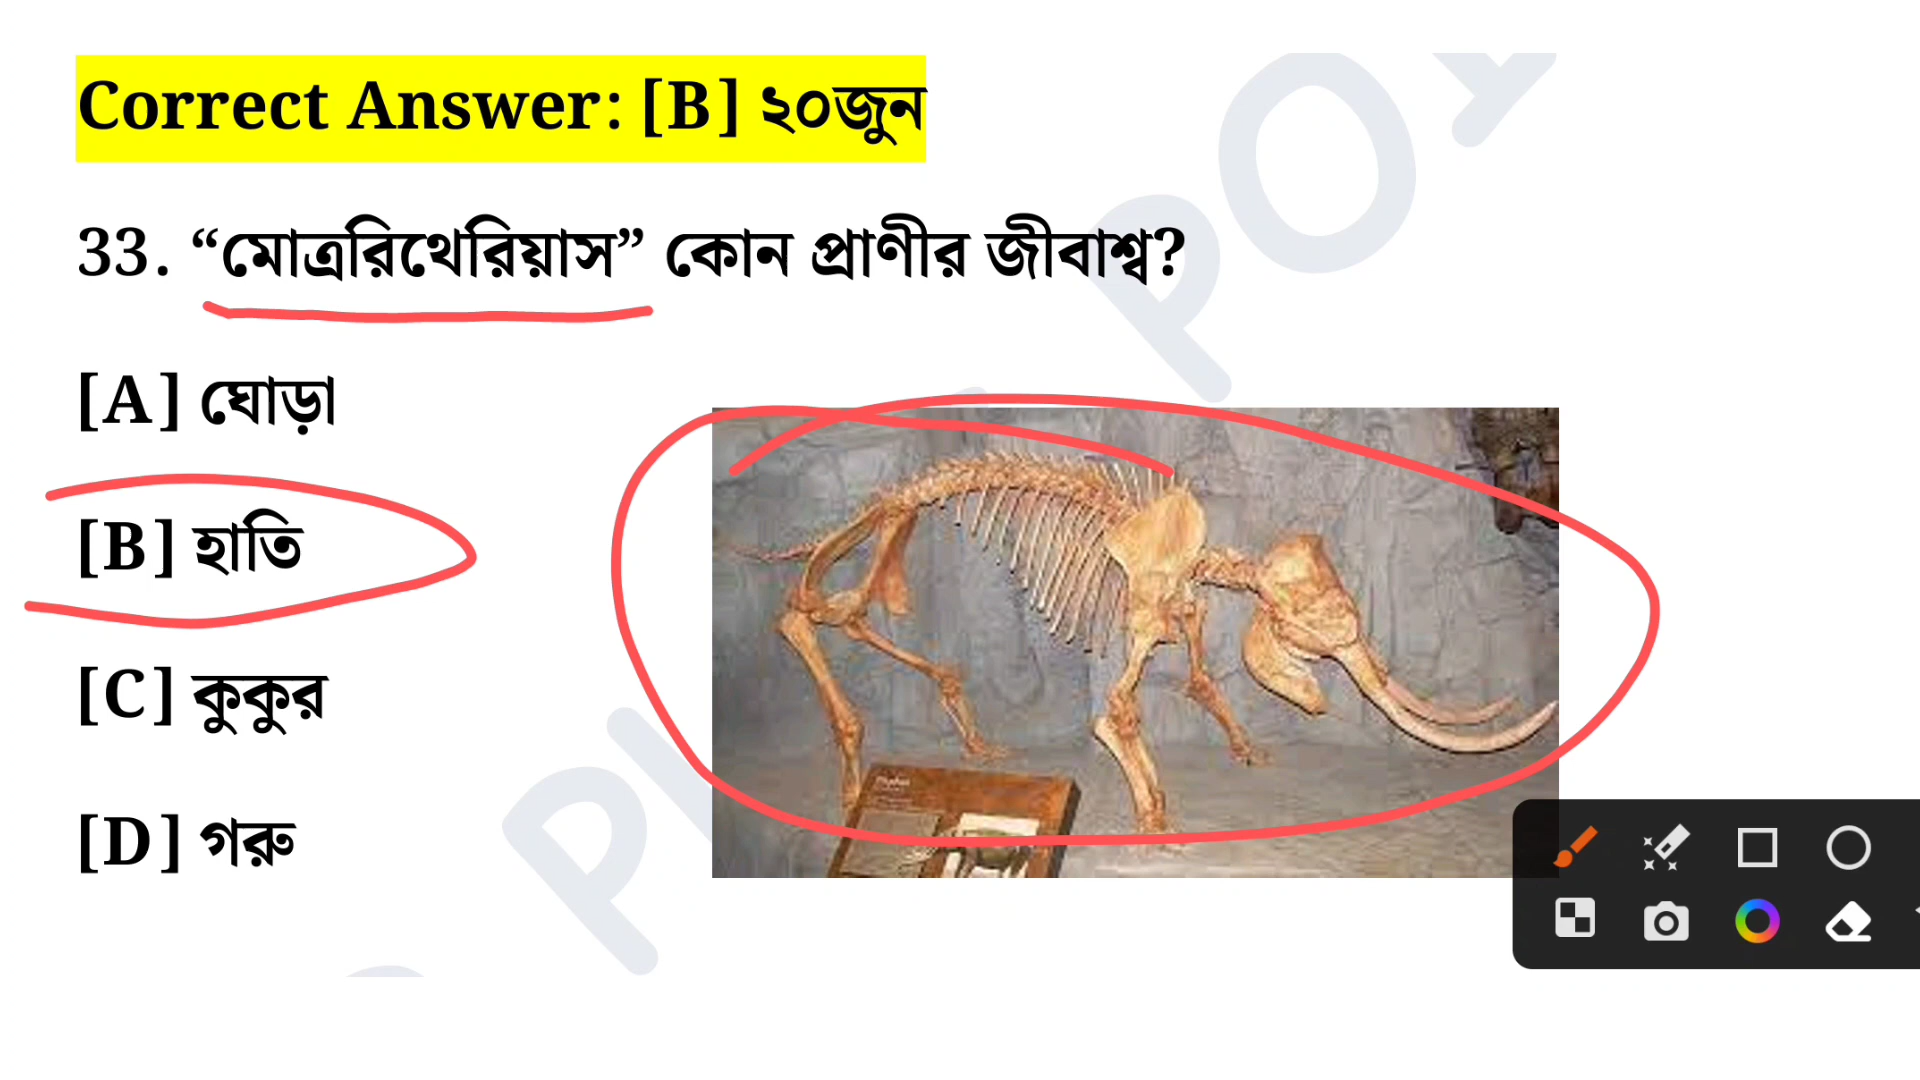 Correct Answer: [B] ২০জুন
33. “মোত্ররিথেরিয়াস” কোন প্রাণীর জীবাশ্ব?
[A] ঘোড়া
[B] হাতি
[C] কুকুর
[D] গরু